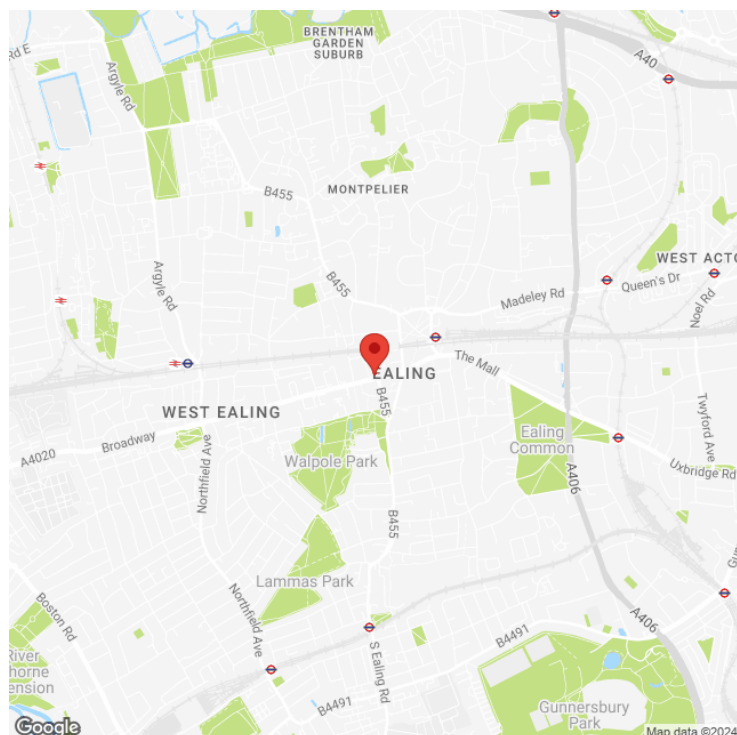 BRENTHAM
GARDEN
SUBURB
Rd E
Argyle Rd
A40
B455
MONTPELIER
Argyle Rd
B455
Madeley Rd
Queen's Dr
WEST ACTO
Noel Rd
The Mall
EALING
B455
WEST EALING
Broadway
A4020
Northfield Ave
Walpole Park
Ealing
Common
A406
Twyford Ave
Uxbridge Rd
B455
Lammas Park
Boston Rd
Northfield Ave
S Ealing Rd
B4491
A406
Gun
River
thorne
ension
B4491
Gunnersbury
Park
Google
Map data ©2024